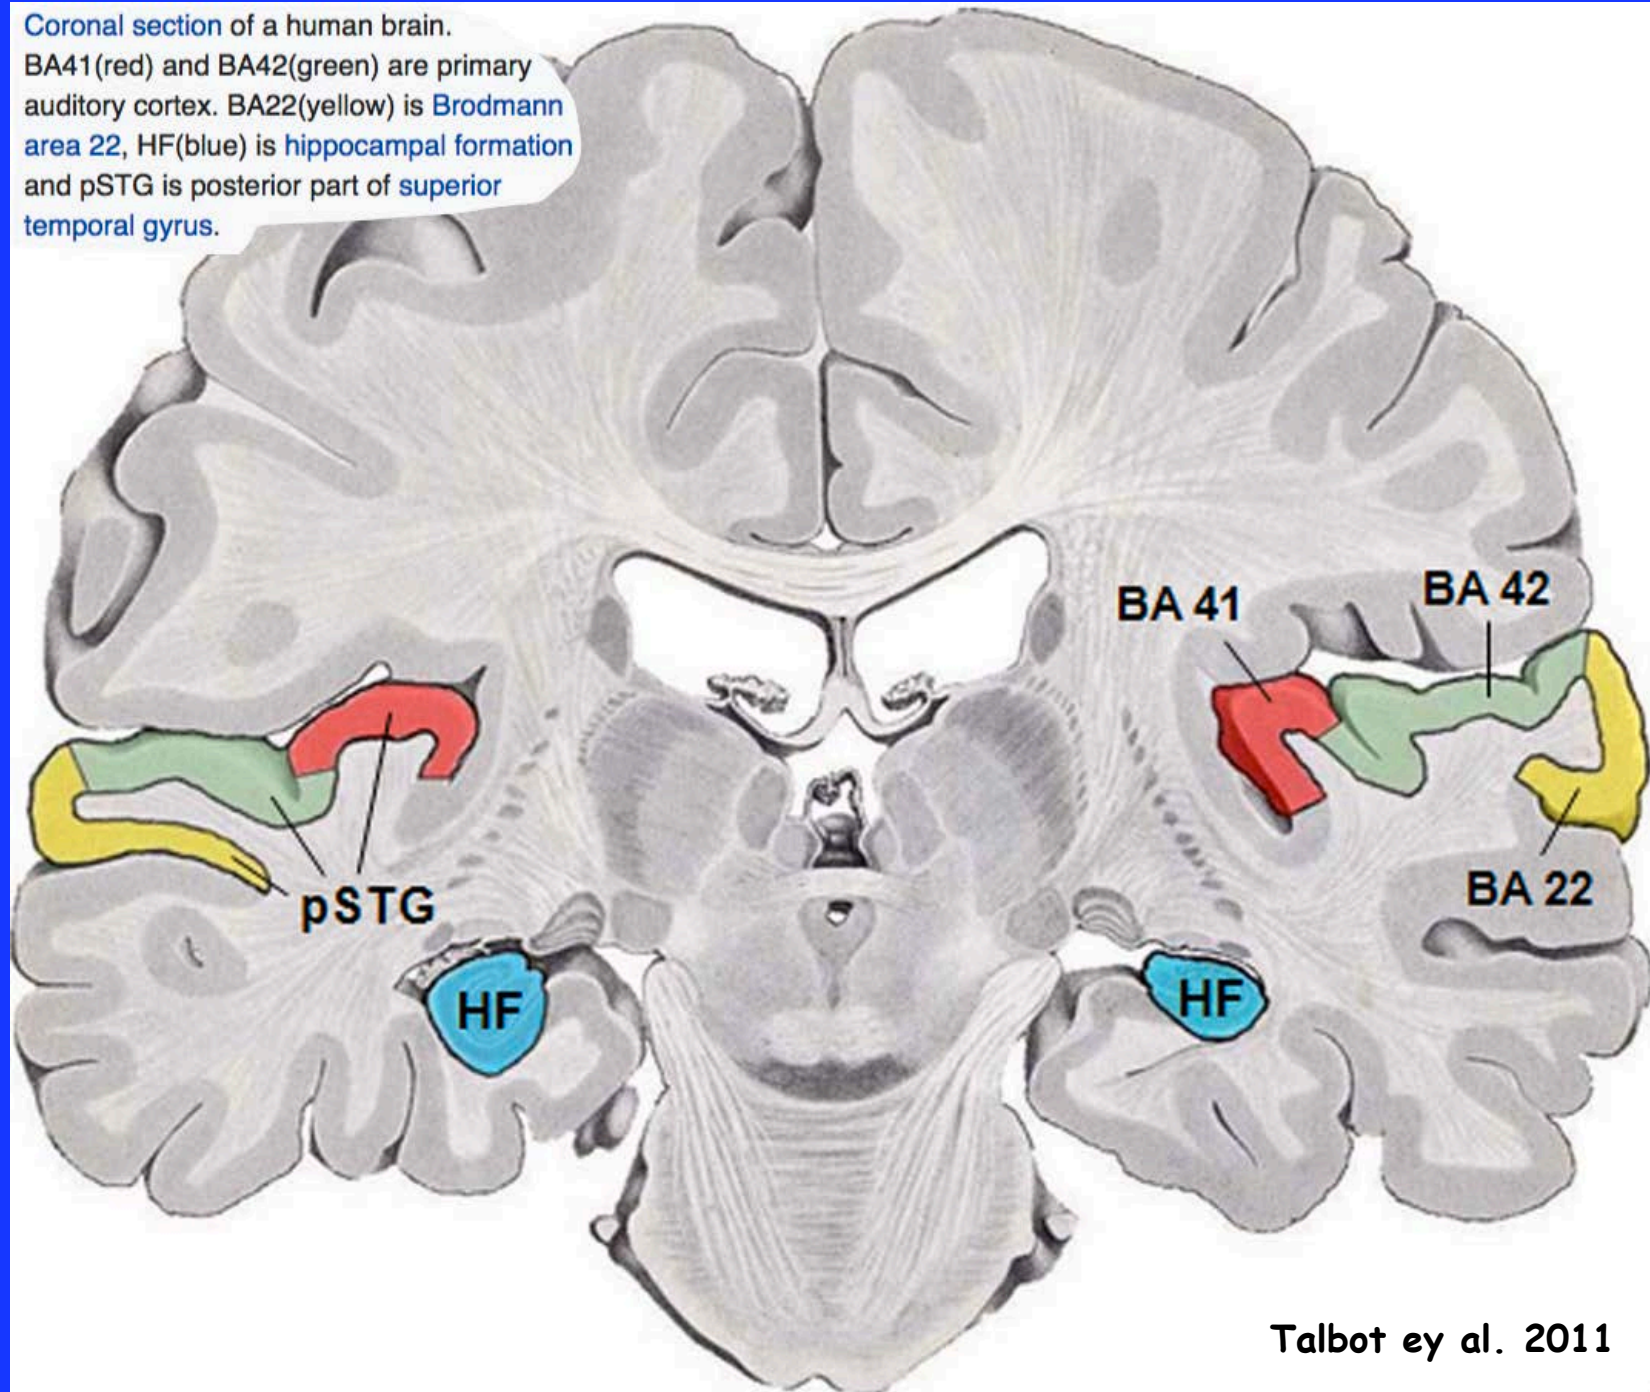 Coronal section of a human brain.
BA41(red) and BA42(green) are primary
auditory cortex. BA22(yellow) is Brodmann
area 22, HF(blue) is hippocampal formation
and pSTG is posterior part of superior
temporal gyrus.
BA 41
BA 42
BA 22
pSTG
HF
HF
Talbot ey al. 2011